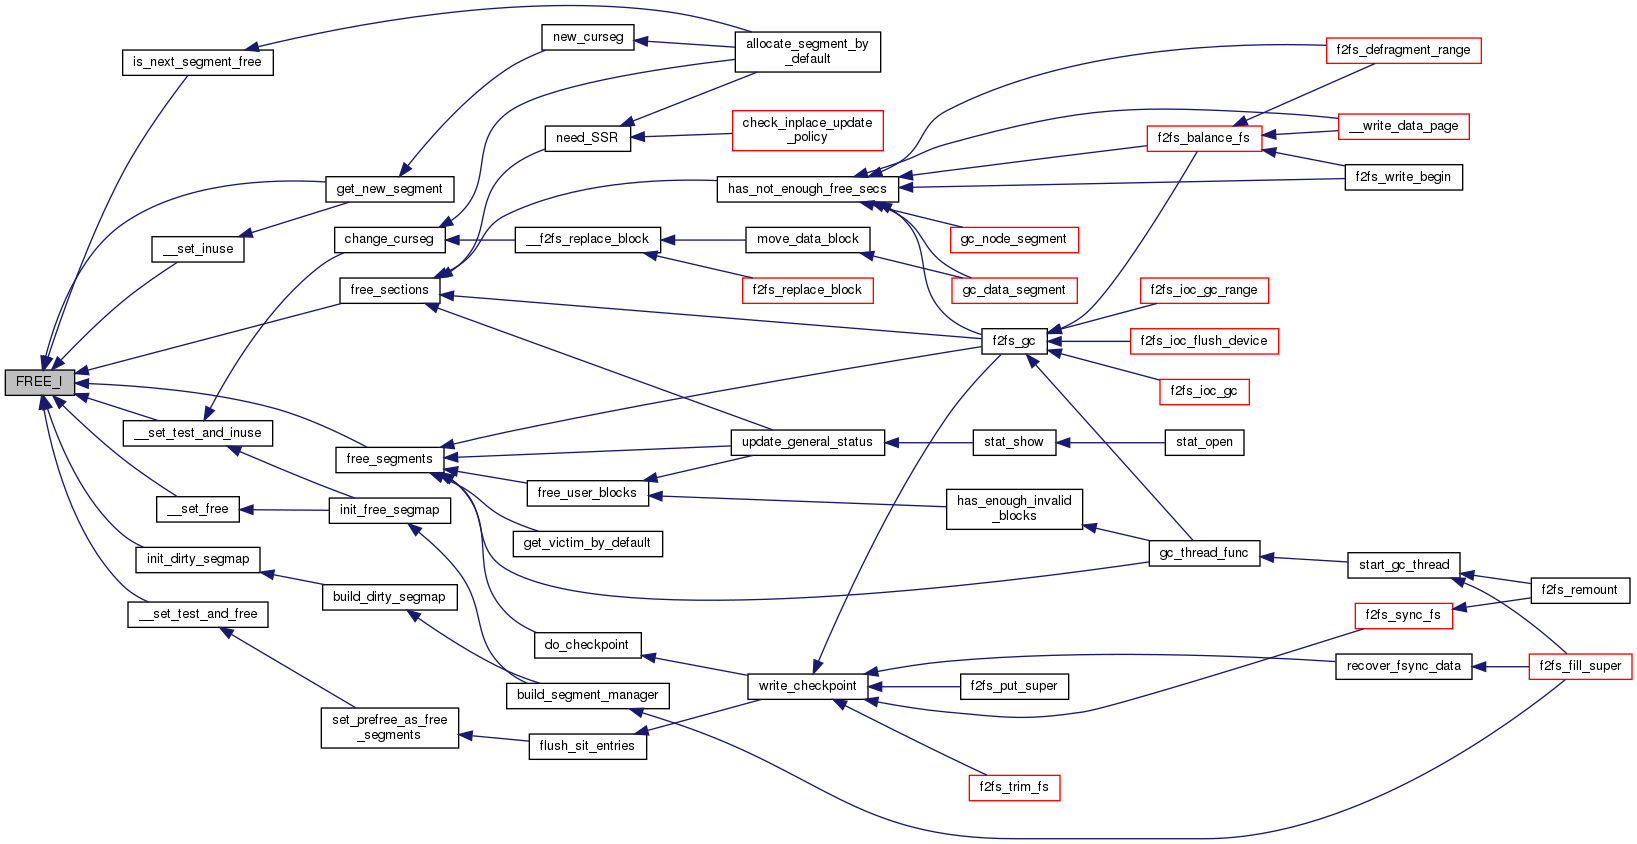 FREE_I
is_next_segment_free
get_new_segment
__set_inuse
free_sections
__set_test_and_inuse
free_segments
__set_free
init_free_segmap
init_dirty_segmap
build_dirty_segmap
__set_test_and_free
set_prefree_as_free
_segments
new_curseg
need_SSR
change_curseg
__f2fs_replace_block
free_user_blocks
get_victim_by_default
do_checkpoint
build_segment_manager
flush_sit_entries
allocate_segment_by
_default
check_inplace_update
_policy
has_not_enough_free_secs
move_data_block
f2fs_replace_block
update_general_status
write_checkpoint
gc_node_segment
gc_data_segment
f2fs_gc
stat_show
has_enough_invalid
_blocks
f2fs_put_super
f2fs_trim_fs
f2fs_balance_fs
f2fs_ioc_gc_range
f2fs_ioc_flush_device
f2fs_ioc_gc
stat_open
gc_thread_func
f2fs_defragment_range
__write_data_page
f2fs_write_begin
start_gc_thread
f2fs_sync_fs
recover_fsync_data
f2fs_remount
f2fs_fill_super